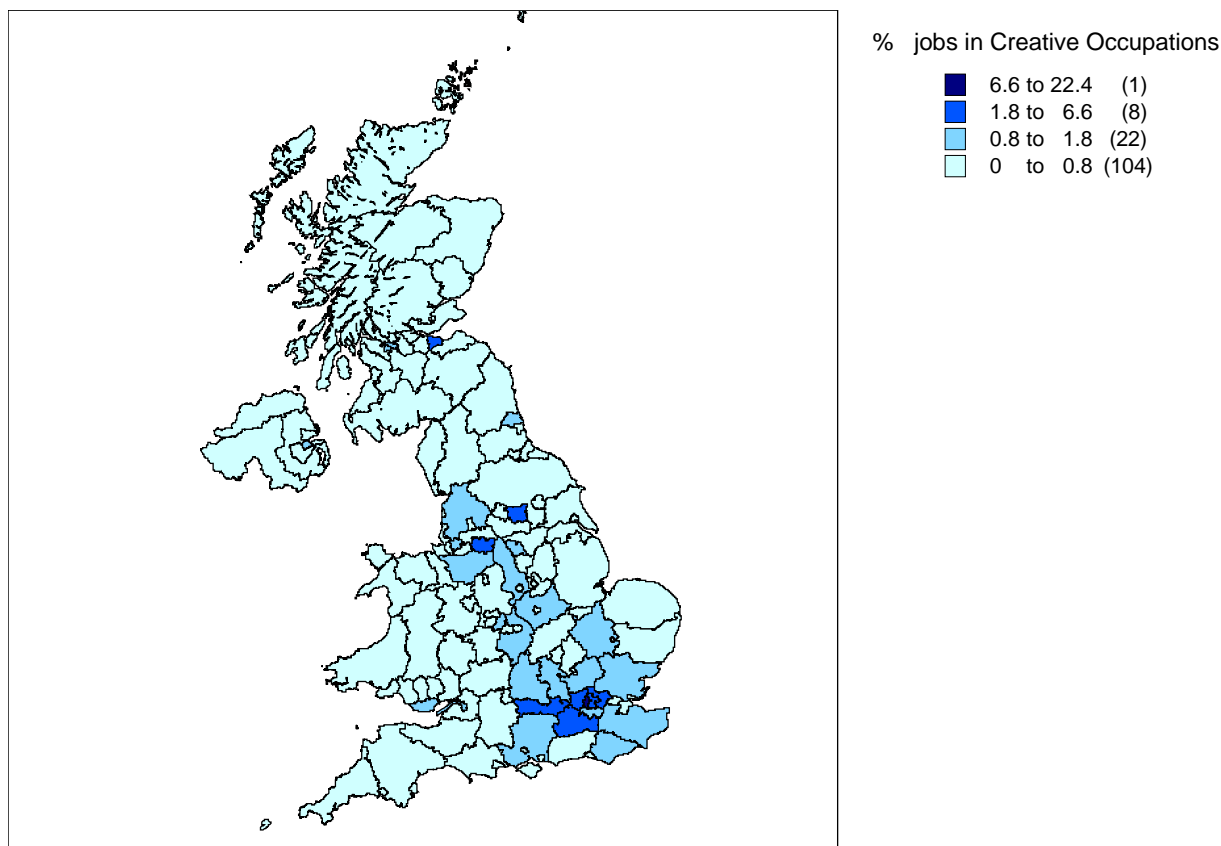 % jobs in Creative Occupations
6.6 to 22.4 (1)
1.8 to 6.6 (8)
0.8 to 1.8 (22)
0 to 0.8 (104)